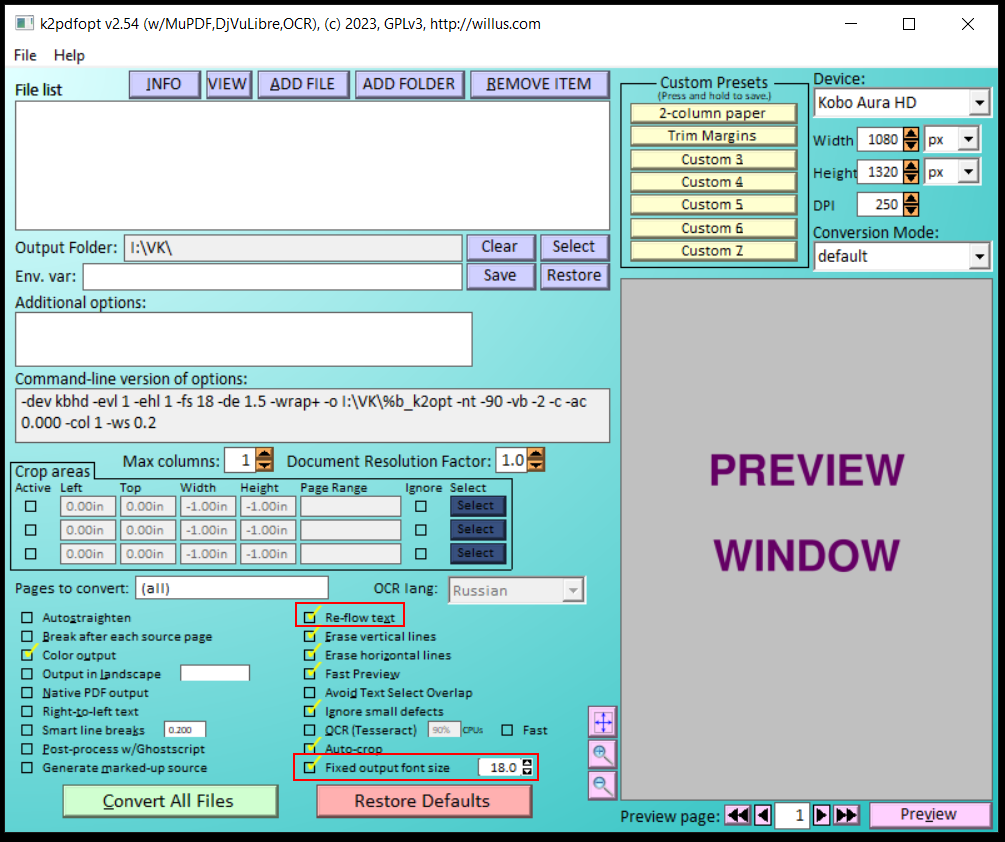 k2pdfopt v2.54 (w/MuPDF,DjVuLibre,OCR), (c) 2023, GPLv3, http://willus.com
File Help
File list INFO VIEW ADD FILE ADD FOLDER REMOVE ITEM
Output Folder: I:\VK\ Clear Select
Env. var: Save Restore
Additional options:
Command-line version of options:
-dev kbhd -evl 1 -ehl 1 -fs 18 -de 1.5 -wrap+ -o I:\VK\%b_k2opt -nt -90 -vb -2 -c -ac
0.000 -col 1 -ws 0.2
Max columns: 1 Document Resolution Factor: 1.0
Crop areas
Active Left Top Width Height Page Range Ignore Select
0.00in 0.00in -1.00in -1.00in Select
0.00in 0.00in -1.00in -1.00in Select
0.00in 0.00in -1.00in -1.00in Select
Pages to convert: (all) OCR lang: Russian
Autostraighten
Break after each source page
Color output
Output in landscape
Native PDF output
Right-to-left text
Smart line breaks 0.200
Post-process w/Ghostscript
Generate marked-up source
Re-flow text
Erase vertical lines
Erase horizontal lines
Fast Preview
Avoid Text Select Overlap
Ignore small defects
OCR (Tesseract) 90% CPUs Fast
Auto-crop
Fixed output font size 18.0
Convert All Files Restore Defaults
Custom Presets
(Press and hold to save.)
2-column paper
Trim Margins
Custom 3
Custom 4
Custom 5
Custom 6
Custom 7
Device:
Kobo Aura HD
Width 1080 px
Height 1320 px
DPI 250
Conversion Mode:
default
PREVIEW
WINDOW
Preview page: 1 Preview